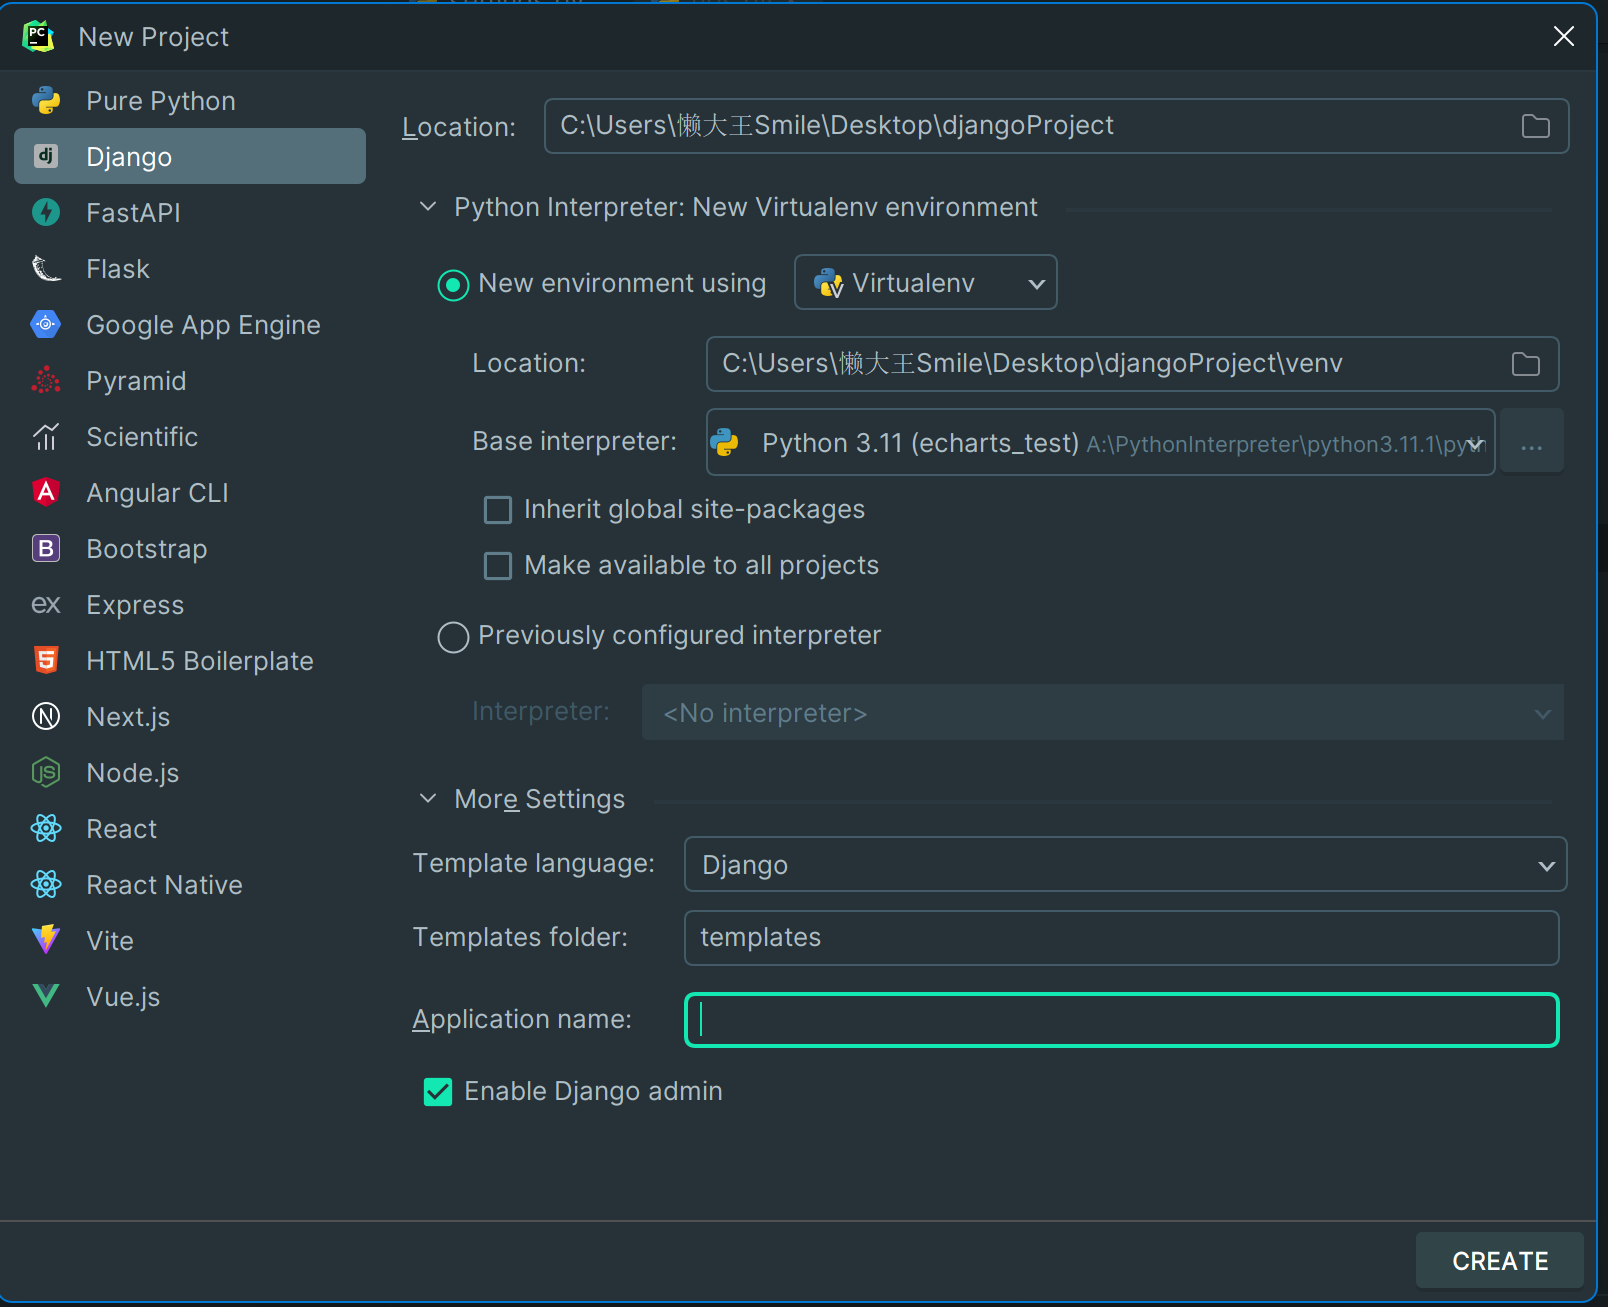 New Project
Pure Python
Django
FastAPI
Flask
Google App Engine
Pyramid
Scientific
Angular CLI
Bootstrap
Express
HTML5 Boilerplate
Next.js
Node.js
React
React Native
Vite
Vue.js
Location: C:\Users\懒大王Smile\Desktop\djangoProject
Python Interpreter: New Virtualenv environment
New environment using Virtualenv
Location: C:\Users\懒大王Smile\Desktop\djangoProject\venv
Base interpreter: Python 3.11 (echarts_test) A:\PythonInterpreter\python3.11.1\pyth ...
Inherit global site-packages
Make available to all projects
Previously configured interpreter
Interpreter: <No interpreter>
More Settings
Template language: Django
Templates folder: templates
Application name:
Enable Django admin
CREATE